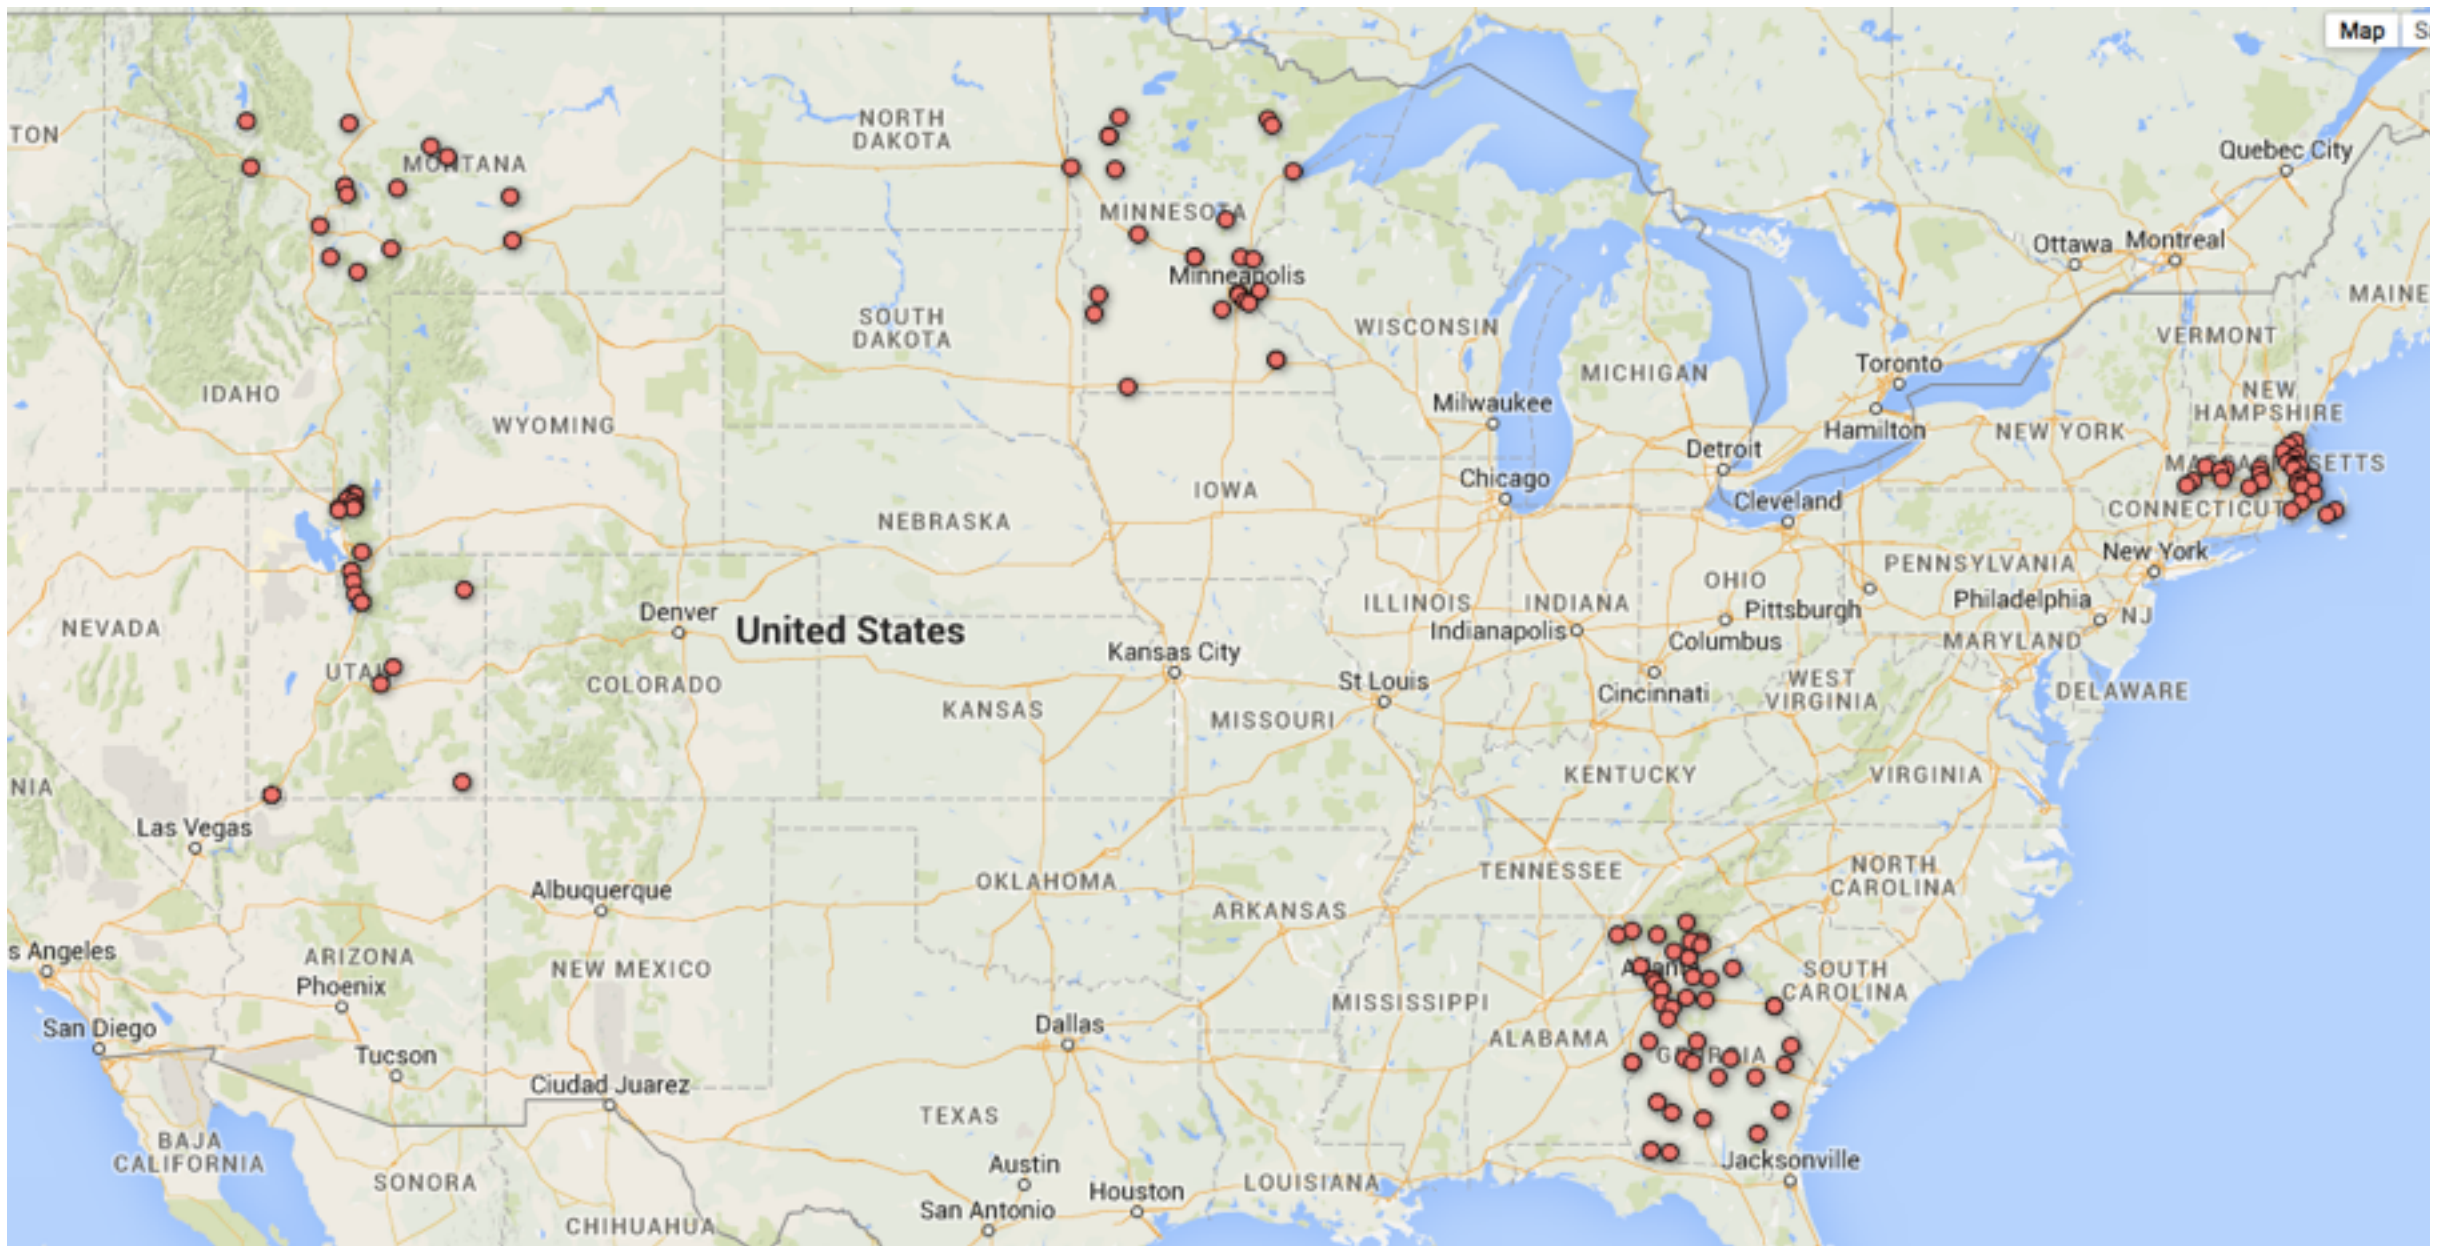 Map
Sa
TON
MONTANA
NORTH
DAKOTA
MINNESOTA
Minneapolis
Quebec City
Ottawa
Montreal
MAINE
VERMONT
SOUTH
DAKOTA
WISCONSIN
MICHIGAN
Toronto
NEW
HAMPSHIRE
IDAHO
WYOMING
Milwaukee
Hamilton
NEW YORK
Detroit
Chicago
IOWA
NEBRASKA
Cleveland
MASSACHUSETTS
CONNECTICUT
New York
PENNSYLVANIA
NEVADA
Denver
United States
ILLINOIS
INDIANA
OHIO
Pittsburgh
Philadelphia
NJ
Indianapolis
Columbus
MARYLAND
Kansas City
UTAH
COLORADO
KANSAS
St Louis
Cincinnati
WEST
VIRGINIA
DELAWARE
MISSOURI
KENTUCKY
VIRGINIA
NIA
Las Vegas
Albuquerque
OKLAHOMA
TENNESSEE
NORTH
CAROLINA
ARKANSAS
s Angeles
ARIZONA
Phoenix
NEW MEXICO
Atlanta
SOUTH
CAROLINA
MISSISSIPPI
San Diego
Dallas
ALABAMA
GEORGIA
Tucson
Ciudad Juarez
TEXAS
BAJA
CALIFORNIA
SONORA
Austin
Houston
LOUISIANA
Jacksonville
San Antonio
CHIHUAHUA